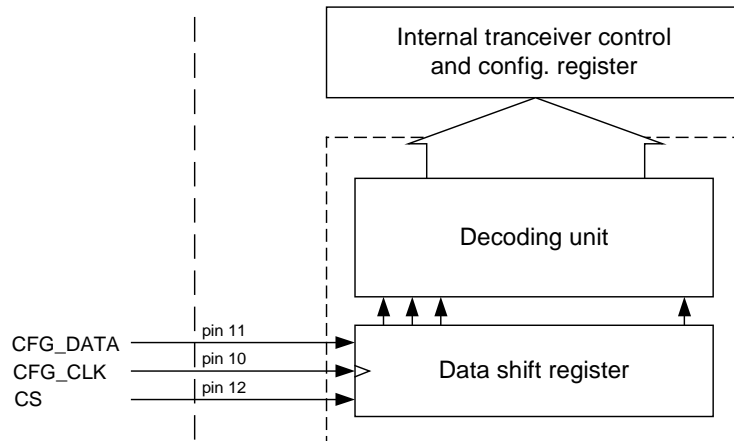 Internal tranceiver control
and config. register
Decoding unit
CFG_DATA
pin 11
CFG_CLK
pin 10
CS
pin 12
Data shift register